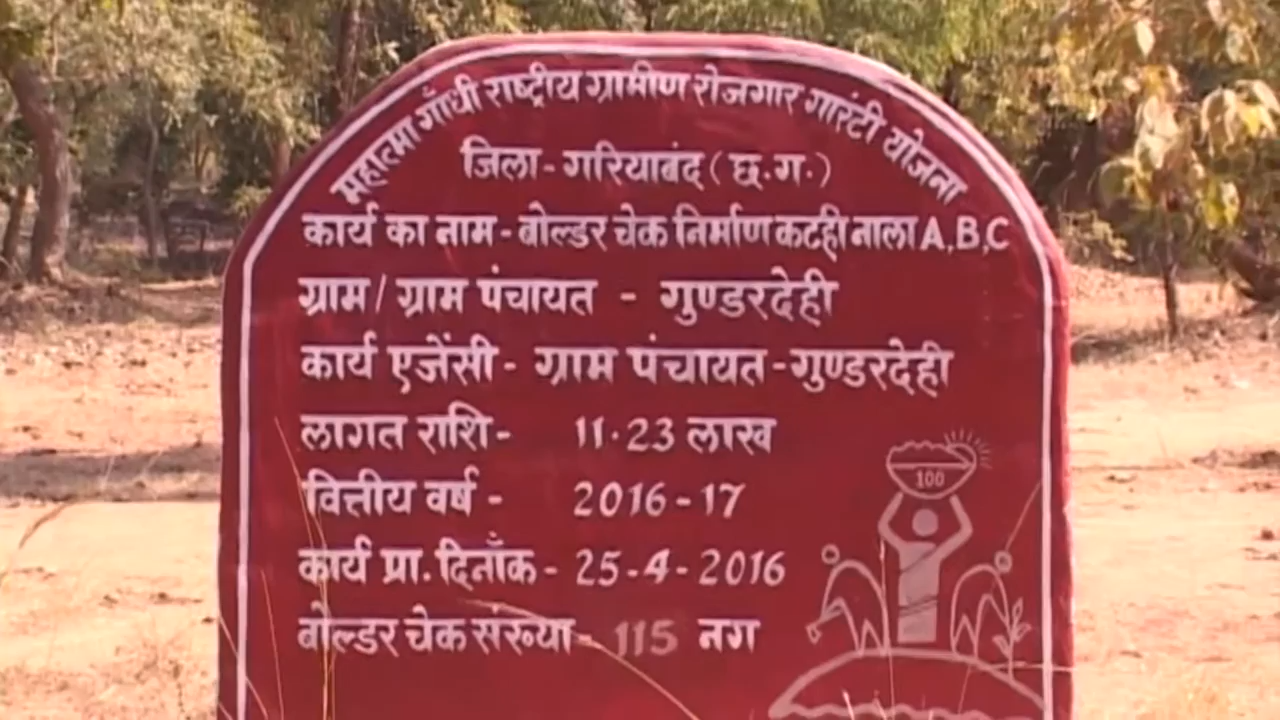 महात्मा गाँधी राष्ट्रीय ग्रामीण रोजगार गारंटी योजना
जिला - गरियाबंद ( छ.ग. )
कार्य का नाम - बोल्डर चेक निर्माण कटही नाला A,B,C
ग्राम / ग्राम पंचायत - गुण्डरदेही
कार्य एजेंसी - ग्राम पंचायत - गुण्डरदेही
लागत राशि - 11.23 लाख
वित्तीय वर्ष - 2016 - 17
कार्य प्रा. दिनाँक - 25 - 4 - 2016
बोल्डर चेक संख्या - 115 नग
100